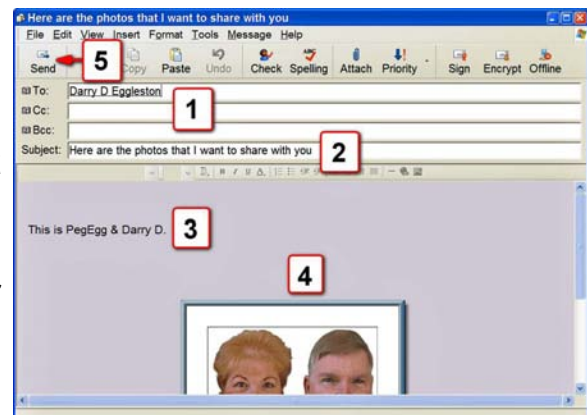 Here are the photos that I want to share with you
File Edit View Insert Format Tools Message Help
Send 5 Copy Paste Undo Check Spelling Attach Priority Sign Encrypt Offline
To: Darry D Eggleston 1
Cc:
Bcc:
Subject: Here are the photos that I want to share with you 2
This is PegEgg & Darry D. 3
4